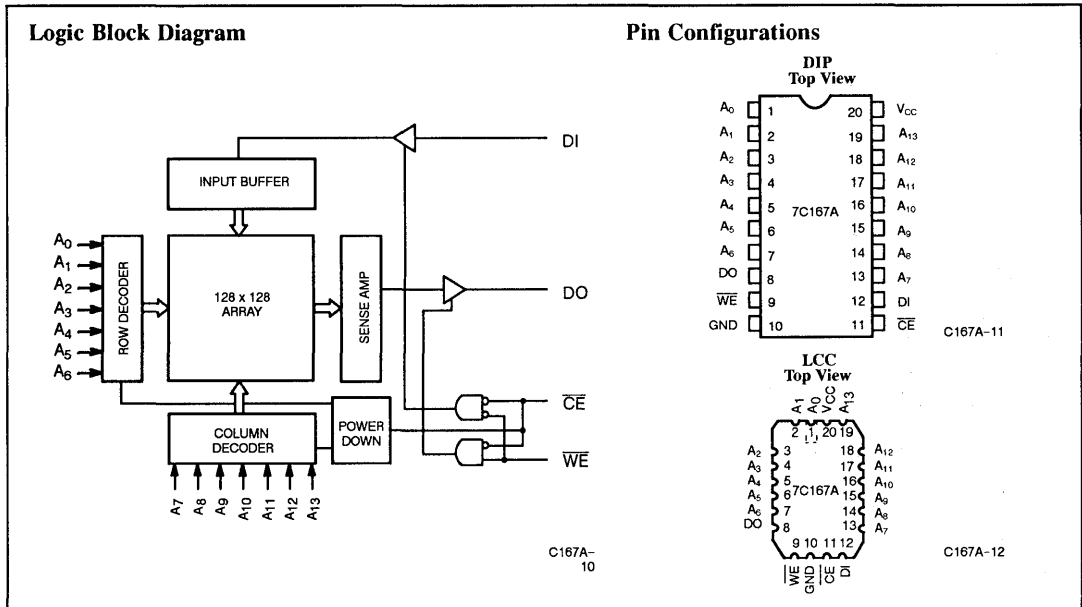 Logic Block Diagram
DI
INPUT BUFFER
A0
A1
A2
A3
A4
A5
A6
ROW DECODER
128 x 128
ARRAY
SENSE AMP
DO
CE
WE
COLUMN
DECODER
POWER
DOWN
A7
A8
A9
A10
A11
A12
A13
C167A-
10
Pin Configurations
DIP
Top View
A0 1 20 VCC
A1 2 19 A13
A2 3 18 A12
A3 4 17 A11
A4 5 16 A10
7C167A
A5 6 15 A9
A6 7 14 A8
DO 8 13 A7
WE 9 12 DI
GND 10 11 CE
C167A-11
LCC
Top View
A1 A0 VCC A13
2 1 20 19
A2 3 18 A12
A3 4 17 A11
A4 5 16 A10
7C167A
A5 6 15 A9
A6 7 14 A8
DO 8 13 A7
9 10 11 12
WE GND CE DI
C167A-12